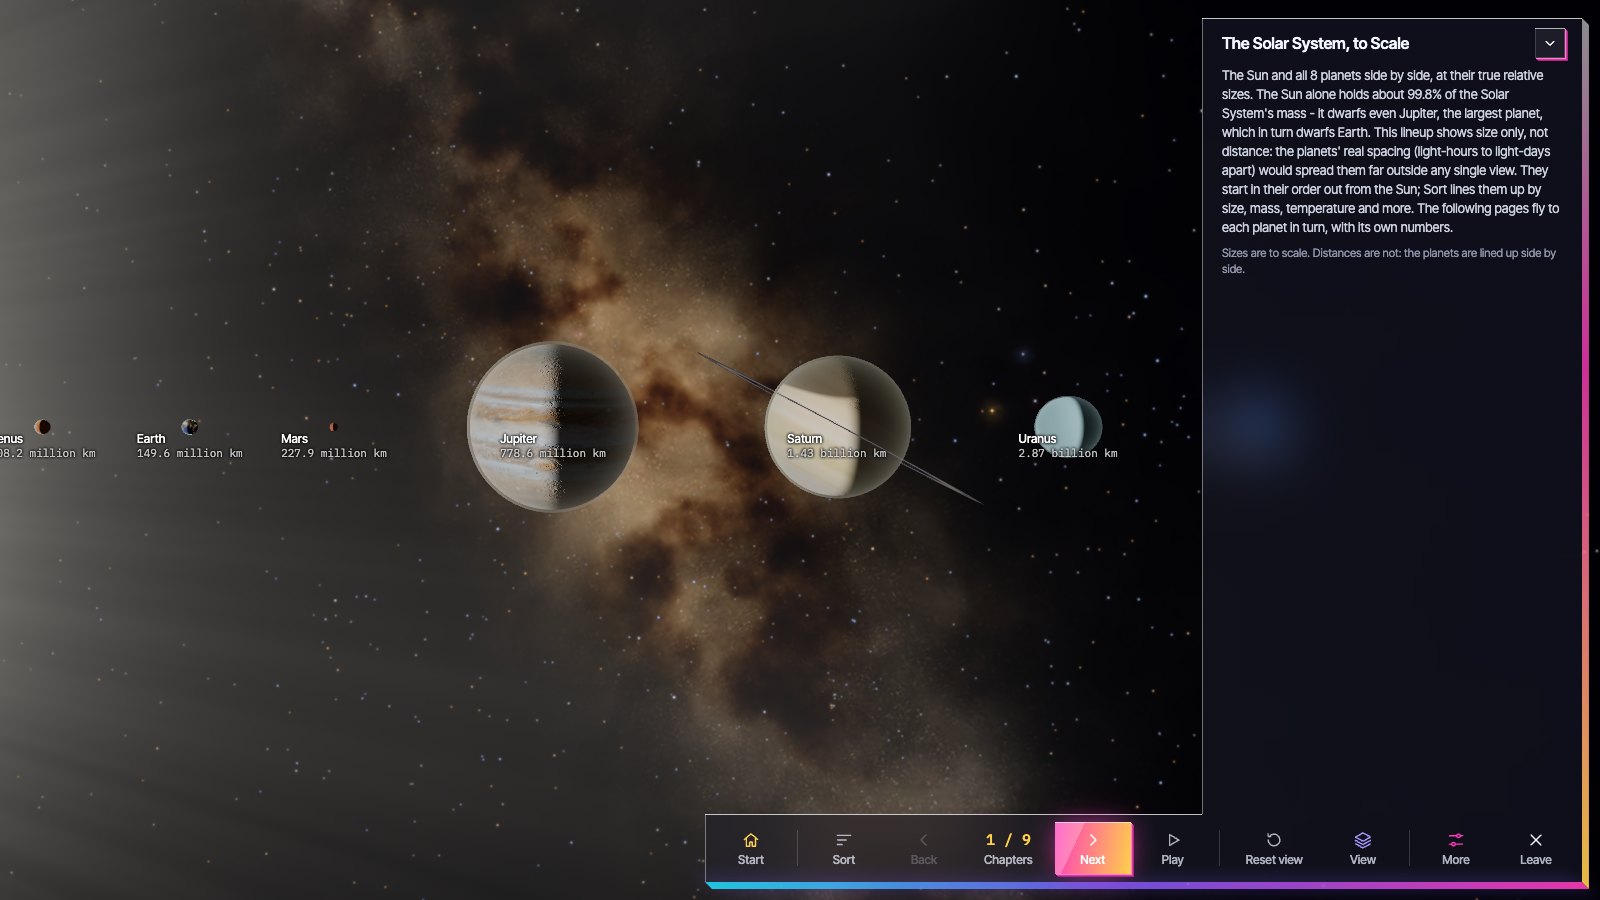 The Solar System, to Scale
The Sun and all 8 planets side by side, at their true relative
sizes. The Sun alone holds about 99.8% of the Solar
System's mass - it dwarfs even Jupiter, the largest planet,
which in turn dwarfs Earth. This lineup shows size only, not
distance: the planets' real spacing (light-hours to light-days
apart) would spread them far outside any single view. They
start in their order out from the Sun; Sort lines them up by
size, mass, temperature and more. The following pages fly to
each planet in turn, with its own numbers.
Sizes are to scale. Distances are not: the planets are lined up side by
side.
enus
08.2 million km
Earth
149.6 million km
Mars
227.9 million km
Jupiter
778.6 million km
Saturn
1.43 billion km
Uranus
2.87 billion km
Start
Sort
Back
1 / 9
Chapters
Next
Play
Reset view
View
More
Leave